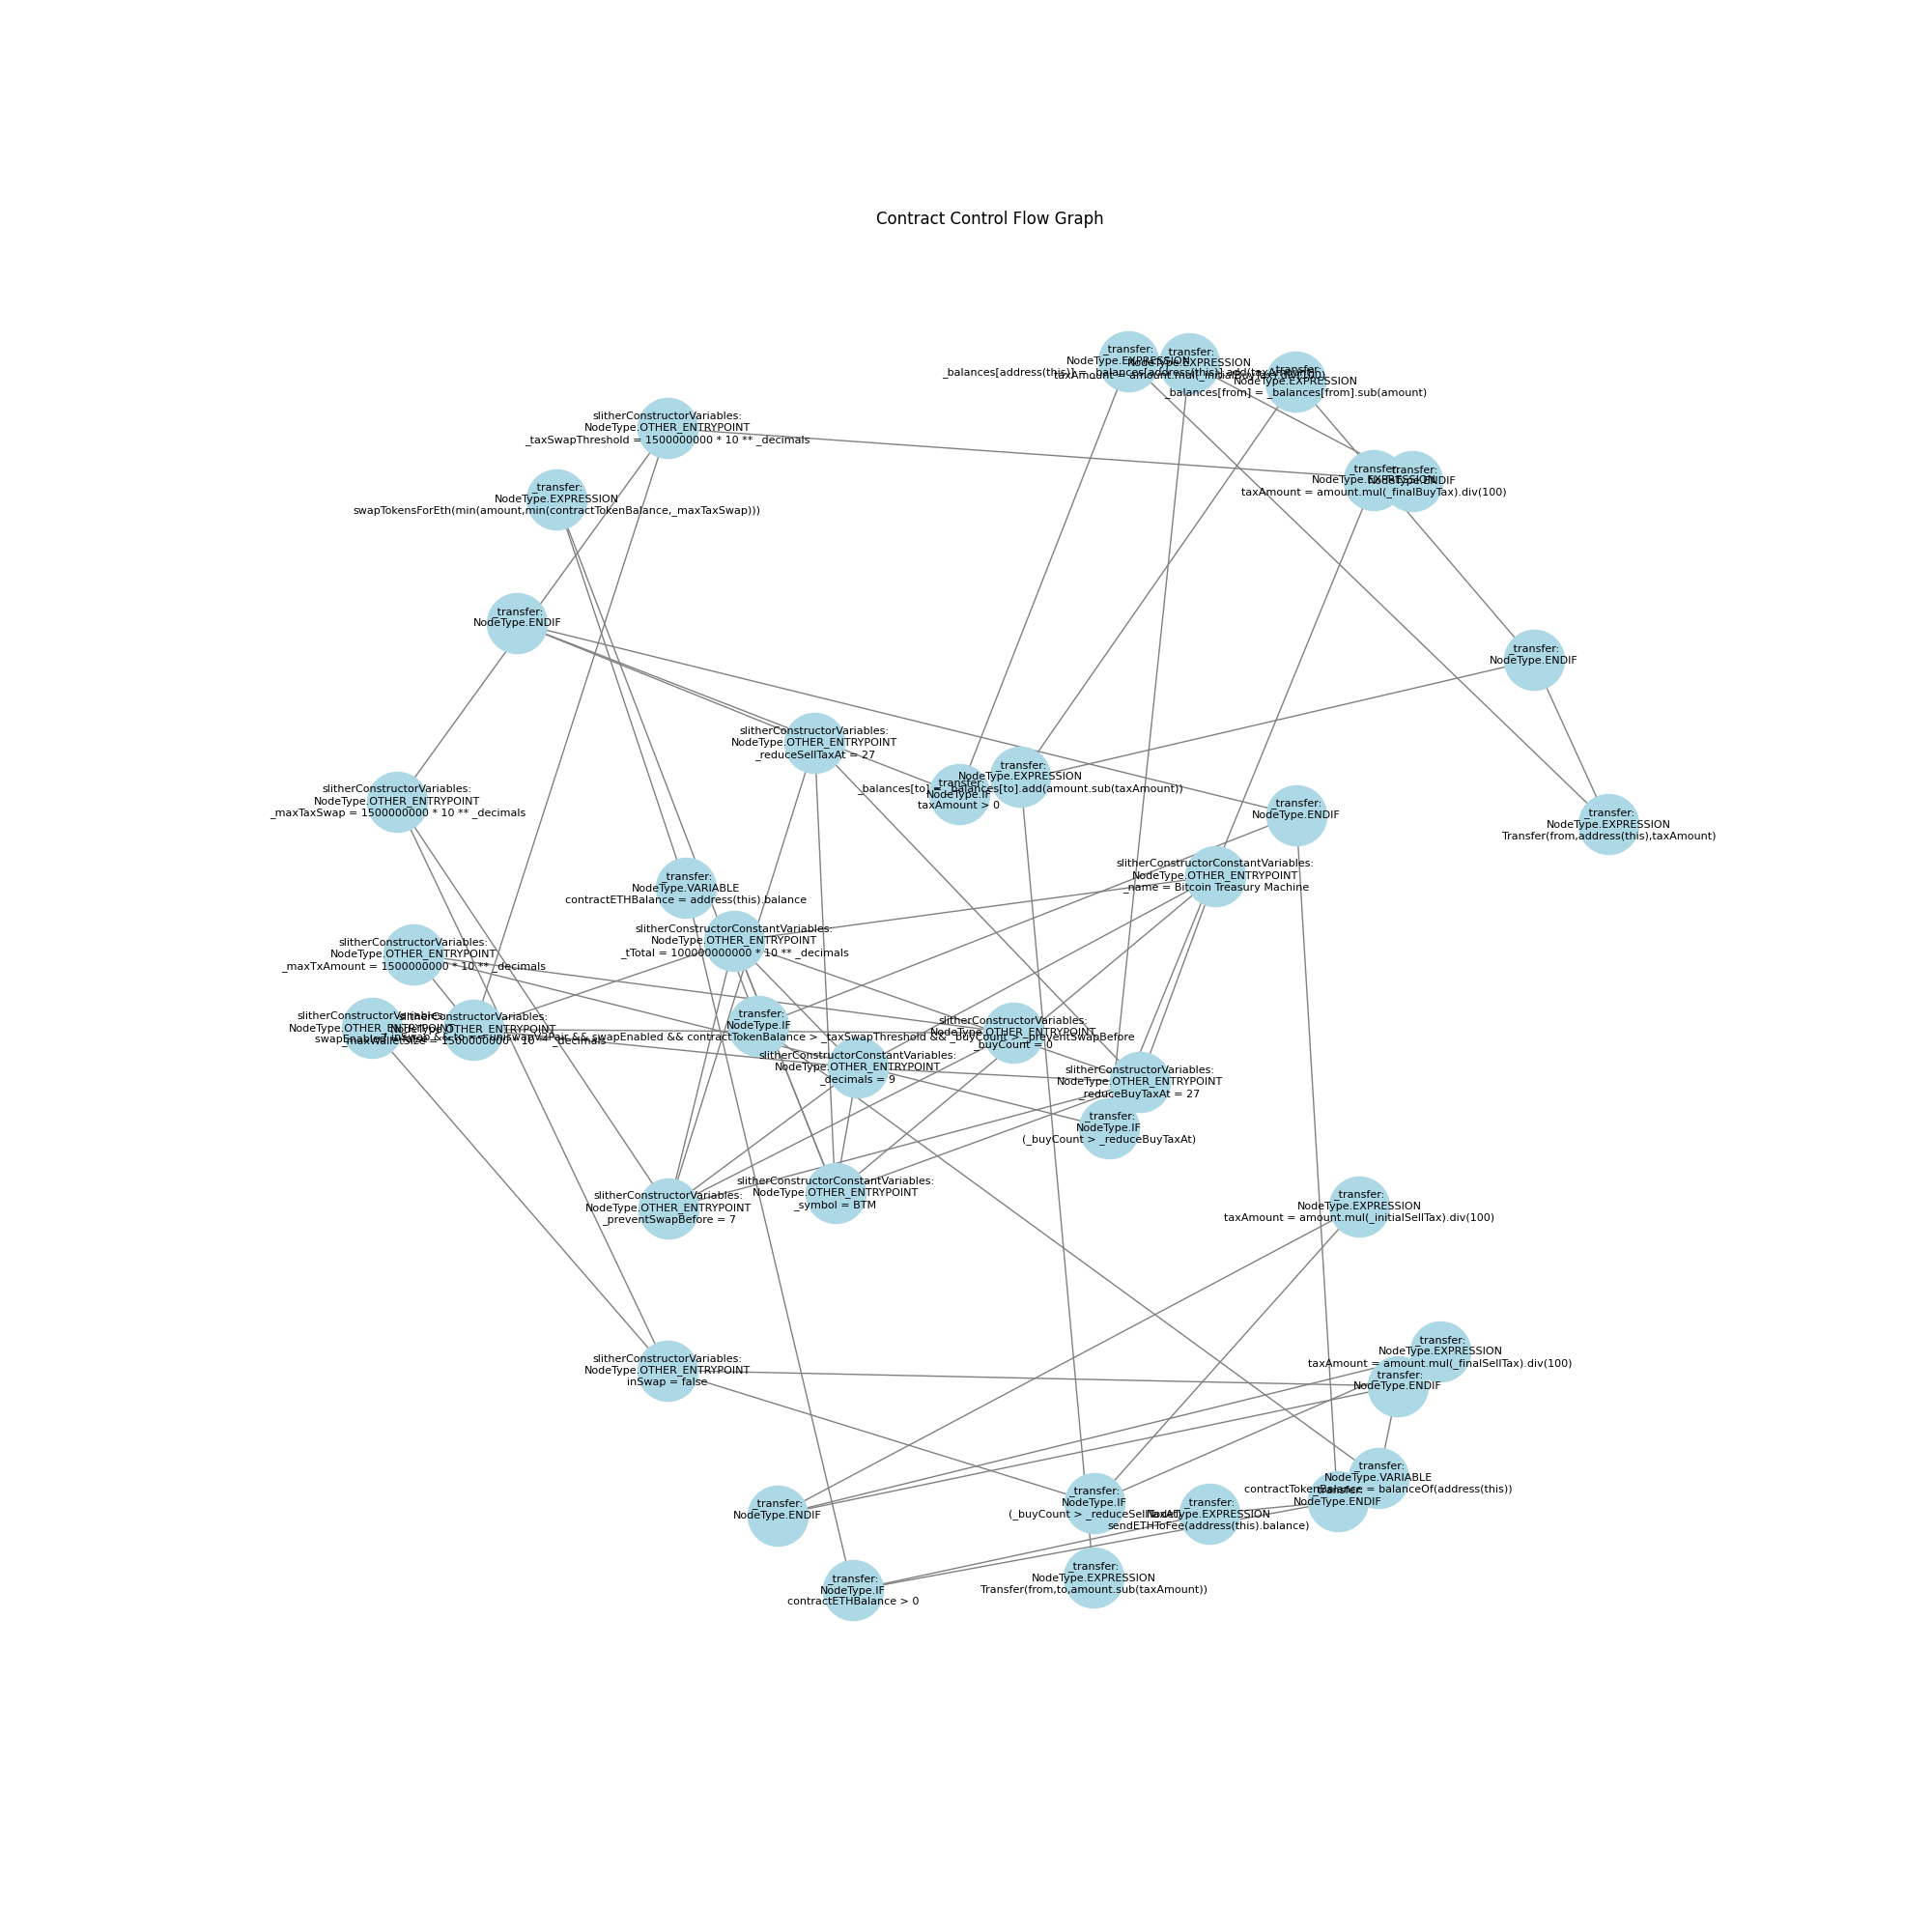 Contract Control Flow Graph
_transfer:
NodeType.EXPRESSION
_balances[address(this)] = _balances[address(this)].add(taxAmount)
_transfer:
NodeType.EXPRESSION
taxAmount = amount.mul(_initialBuyTax).div(100)
_transfer:
NodeType.EXPRESSION
_balances[from] = _balances[from].sub(amount)
slitherConstructorVariables:
NodeType.OTHER_ENTRYPOINT
_taxSwapThreshold = 1500000000 * 10 ** _decimals
_transfer:
NodeType.EXPRESSION
taxAmount = amount.mul(_finalBuyTax).div(100)
_transfer:
NodeType.ENDIF
_transfer:
NodeType.EXPRESSION
swapTokensForEth(min(amount,min(contractTokenBalance,_maxTaxSwap)))
_transfer:
NodeType.ENDIF
_transfer:
NodeType.ENDIF
slitherConstructorVariables:
NodeType.OTHER_ENTRYPOINT
_reduceSellTaxAt = 27
_transfer:
NodeType.EXPRESSION
_balances[to] = _balances[to].add(amount.sub(taxAmount))
_transfer:
NodeType.IF
taxAmount > 0
slitherConstructorVariables:
NodeType.OTHER_ENTRYPOINT
_maxTaxSwap = 1500000000 * 10 ** _decimals
_transfer:
NodeType.ENDIF
_transfer:
NodeType.EXPRESSION
Transfer(from,address(this),taxAmount)
slitherConstructorConstantVariables:
NodeType.OTHER_ENTRYPOINT
_name = Bitcoin Treasury Machine
_transfer:
NodeType.VARIABLE
contractETHBalance = address(this).balance
slitherConstructorConstantVariables:
NodeType.OTHER_ENTRYPOINT
_tTotal = 100000000000 * 10 ** _decimals
slitherConstructorVariables:
NodeType.OTHER_ENTRYPOINT
_maxTxAmount = 1500000000 * 10 ** _decimals
slitherConstructorVariables:
NodeType.OTHER_ENTRYPOINT
swapEnabled
slitherConstructorVariables:
NodeType.OTHER_ENTRYPOINT
_maxWalletSize = 1500000000 * 10 ** _decimals
_transfer:
NodeType.IF
! inSwap && to == uniswapV2Pair && swapEnabled && contractTokenBalance > _taxSwapThreshold && _buyCount > _preventSwapBefore
slitherConstructorVariables:
NodeType.OTHER_ENTRYPOINT
_buyCount = 0
slitherConstructorConstantVariables:
NodeType.OTHER_ENTRYPOINT
_decimals = 9
slitherConstructorVariables:
NodeType.OTHER_ENTRYPOINT
_reduceBuyTaxAt = 27
_transfer:
NodeType.IF
(_buyCount > _reduceBuyTaxAt)
slitherConstructorConstantVariables:
NodeType.OTHER_ENTRYPOINT
_symbol = BTM
slitherConstructorVariables:
NodeType.OTHER_ENTRYPOINT
_preventSwapBefore = 7
_transfer:
NodeType.EXPRESSION
taxAmount = amount.mul(_initialSellTax).div(100)
_transfer:
NodeType.EXPRESSION
taxAmount = amount.mul(_finalSellTax).div(100)
slitherConstructorVariables:
NodeType.OTHER_ENTRYPOINT
inSwap = false
_transfer:
NodeType.ENDIF
_transfer:
NodeType.VARIABLE
contractTokenBalance = balanceOf(address(this))
_transfer:
NodeType.ENDIF
_transfer:
NodeType.IF
(_buyCount > _reduceSellTaxAt)
_transfer:
NodeType.EXPRESSION
sendETHToFee(address(this).balance)
_transfer:
NodeType.ENDIF
_transfer:
NodeType.EXPRESSION
Transfer(from,to,amount.sub(taxAmount))
_transfer:
NodeType.IF
contractETHBalance > 0